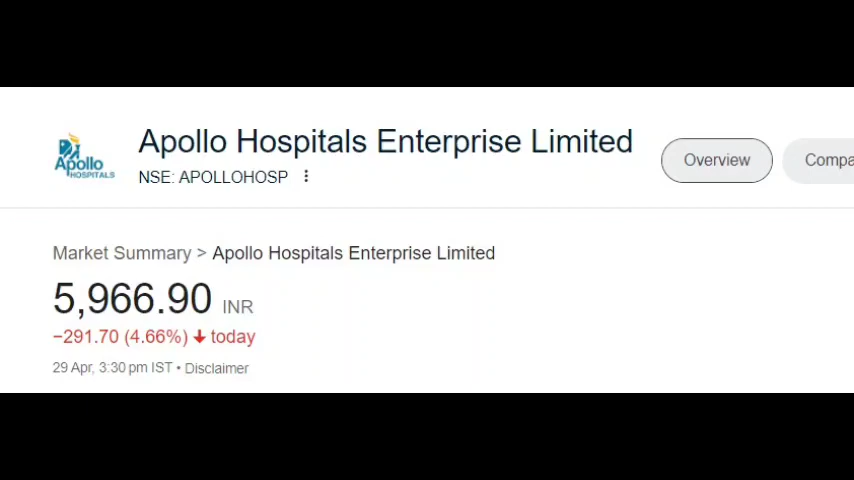 Apollo
HOSPITALS
Apollo Hospitals Enterprise Limited
NSE: APOLLOHOSP
Overview
Compa
Market Summary > Apollo Hospitals Enterprise Limited
5,966.90 INR
−291.70 (4.66%) ↓ today
29 Apr, 3:30 pm IST • Disclaimer